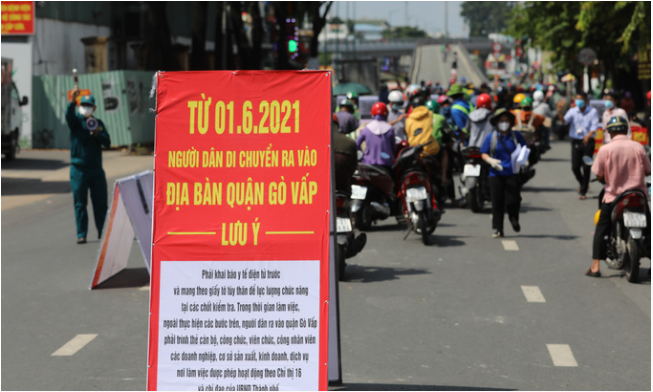 TỪ 01.6.2021
NGƯỜI DÂN DI CHUYỂN RA VÀO
ĐỊA BÀN QUẬN GÒ VẤP
LƯU Ý
Phải khai báo y tế điện tử trước
và mang theo giấy tờ tùy thân để lực lượng chức năng
tại các chốt kiểm tra. Trong thời gian làm việc,
ngoài thực hiện các bước trên, người dân ra vào quận Gò Vấp
phải trình thẻ cán bộ, công chức, viên chức, công nhân viên
các doanh nghiệp, cơ sở sản xuất, kinh doanh, dịch vụ
nơi làm việc được phép hoạt động theo Chỉ thị 16
và chỉ đạo của UBND Thành phố